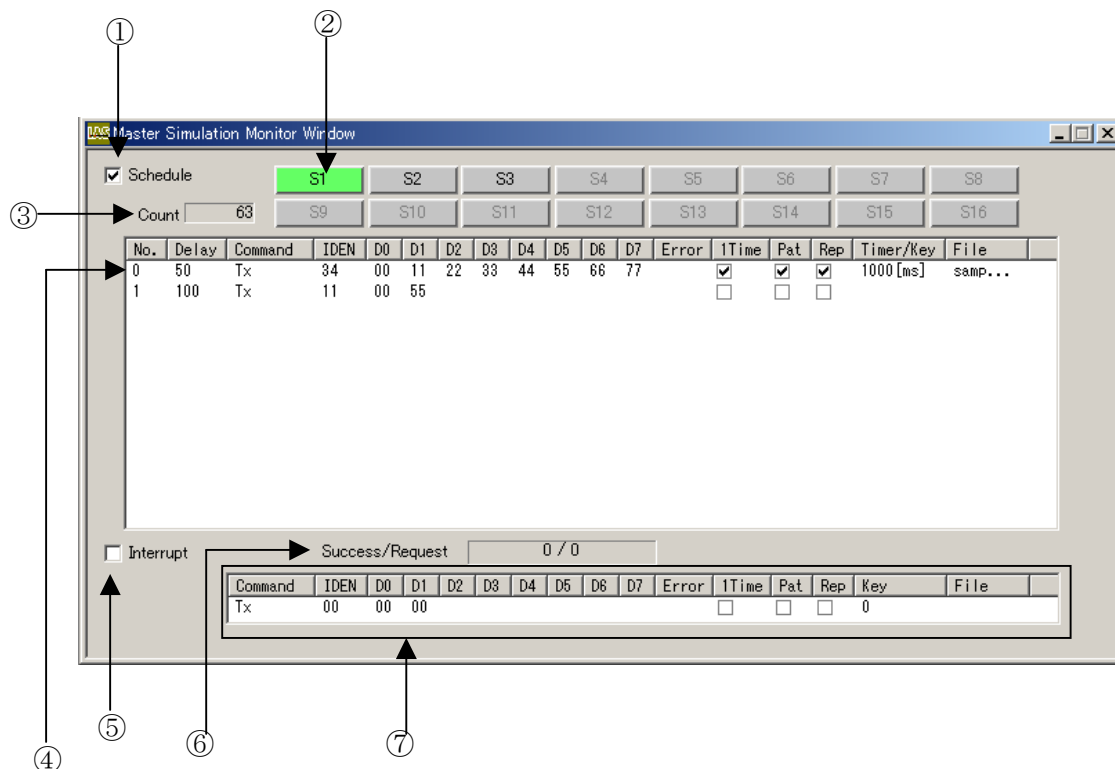 ① ②
Master Simulation Monitor Window
Schedule S1 S2 S3 S4 S5 S6 S7 S8
③ Count 63 S9 S10 S11 S12 S13 S14 S15 S16
No. Delay Command IDEN D0 D1 D2 D3 D4 D5 D6 D7 Error 1Time Pat Rep Timer/Key File
0 50 Tx 34 00 11 22 33 44 55 66 77 1000[ms] samp...
1 100 Tx 11 00 55
Interrupt Success/Request 0 / 0
Command IDEN D0 D1 D2 D3 D4 D5 D6 D7 Error 1Time Pat Rep Key File
Tx 00 00 00 0
⑤ ⑥ ⑦
④